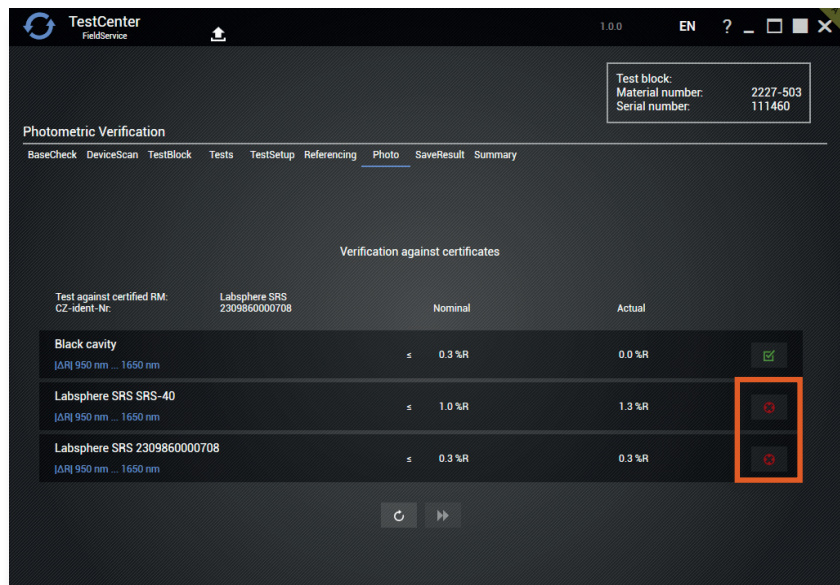 TestCenter
FieldService
1.0.0 EN ?
Test block:
Material number: 2227-503
Serial number: 111460
Photometric Verification
BaseCheck DeviceScan TestBlock Tests TestSetup Referencing Photo SaveResult Summary
Verification against certificates
Test against certified RM: Labsphere SRS
CZ-ident-Nr: 2309860000708 Nominal Actual
Black cavity
≤ 0.3 %R 0.0 %R
|ΔR| 950 nm ... 1650 nm
Labsphere SRS SRS-40
≤ 1.0 %R 1.3 %R
|ΔR| 950 nm ... 1650 nm
Labsphere SRS 2309860000708
≤ 0.3 %R 0.3 %R
|ΔR| 950 nm ... 1650 nm